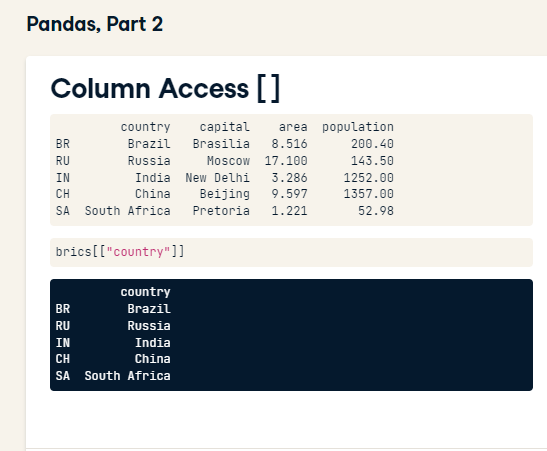 Pandas, Part 2
Column Access []
country capital area population
BR Brazil Brasilia 8.516 200.40
RU Russia Moscow 17.100 143.50
IN India New Delhi 3.286 1252.00
CH China Beijing 9.597 1357.00
SA South Africa Pretoria 1.221 52.98
brics[["country"]]
country
BR Brazil
RU Russia
IN India
CH China
SA South Africa